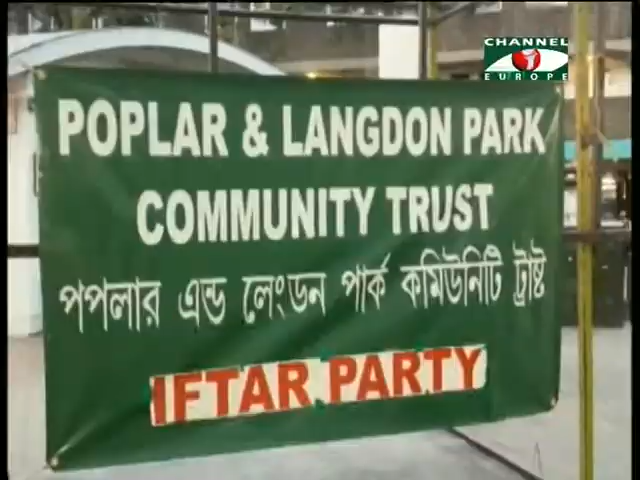 CHANNEL
EUROPE
POPLAR & LANGDON PARK
COMMUNITY TRUST
পপলার এন্ড লেংডন পার্ক কমিউনিটি ট্রাষ্ট
IFTAR PARTY